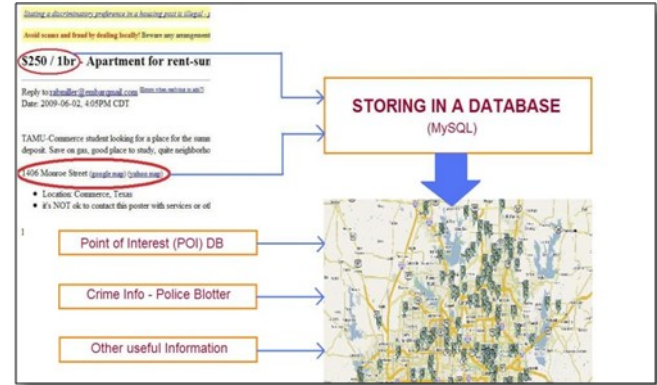 Stating a discriminatory preference in a housing post is illegal
Avoid scams and fraud by dealing locally! Beware any arrangement
$250 / 1br - Apartment for rent-sum
Reply to:
Date: 2009-06-02, 4:05PM CDT
TAMU-Commerce student looking for a place for the summ
deposit. Save on gas, good place to study, quite neighborho
1406 Monroe Street (google map) (yahoo map)
Location: Commerce, Texas
it's NOT ok to contact this poster with services or ot
STORING IN A DATABASE
(MySQL)
Point of Interest (POI) DB
Crime Info - Police Blotter
Other useful Information